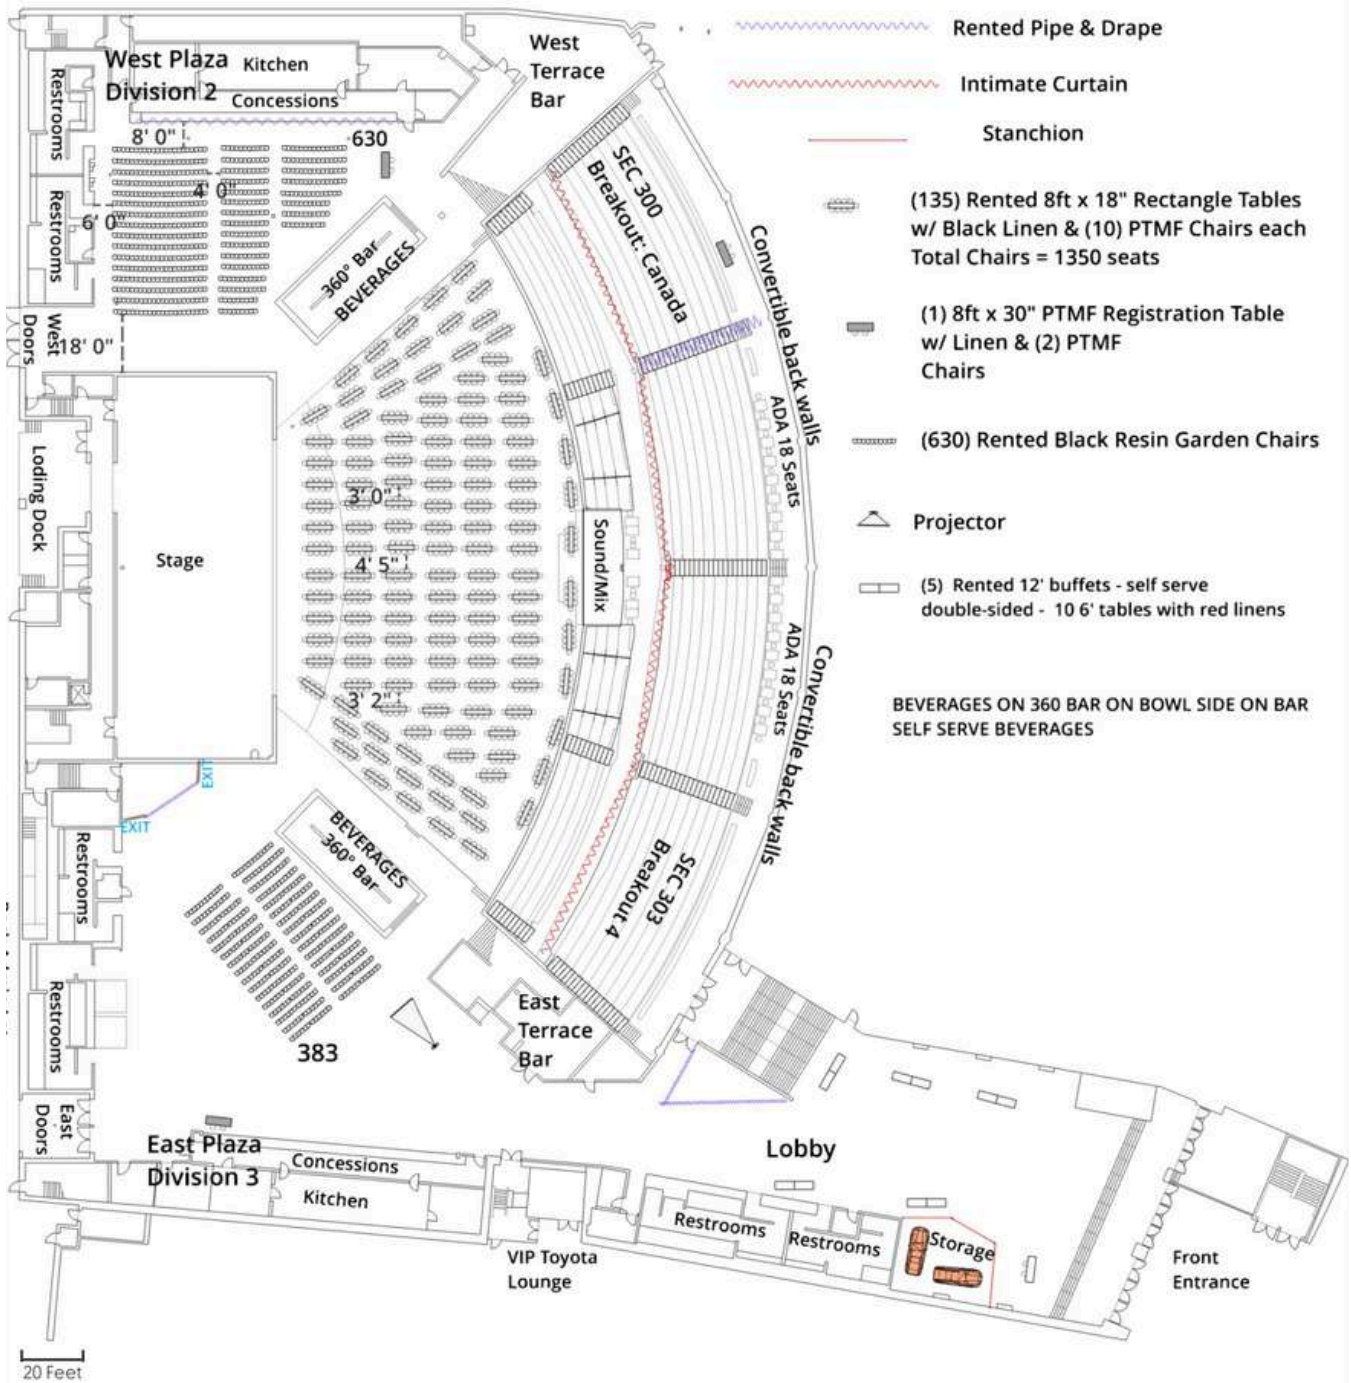 West Plaza
Division 2
Kitchen
Concessions
Restrooms
Restrooms
8' 0"
630
4' 0"
6' 0"
West
Terrace
Bar
360° Bar
BEVERAGES
West
Doors
18' 0"
SEC 300
Breakout: Canada
Convertible back walls
ADA 18 Seats
Loding Dock
Stage
3' 0"
4' 5"
3' 2"
Sound/Mix
ADA 18 Seats
Convertible back walls
SEC 303
Breakout 4
EXIT
EXIT
BEVERAGES
360° Bar
Restrooms
Restrooms
383
East
Terrace
Bar
East
Doors
East Plaza
Division 3
Concessions
Kitchen
VIP Toyota
Lounge
Lobby
Restrooms
Restrooms
Storage
Front
Entrance
20 Feet
Rented Pipe & Drape
Intimate Curtain
Stanchion
(135) Rented 8ft x 18" Rectangle Tables
w/ Black Linen & (10) PTMF Chairs each
Total Chairs = 1350 seats
(1) 8ft x 30" PTMF Registration Table
w/ Linen & (2) PTMF
Chairs
(630) Rented Black Resin Garden Chairs
Projector
(5) Rented 12' buffets - self serve
double-sided - 10 6' tables with red linens
BEVERAGES ON 360 BAR ON BOWL SIDE ON BAR
SELF SERVE BEVERAGES